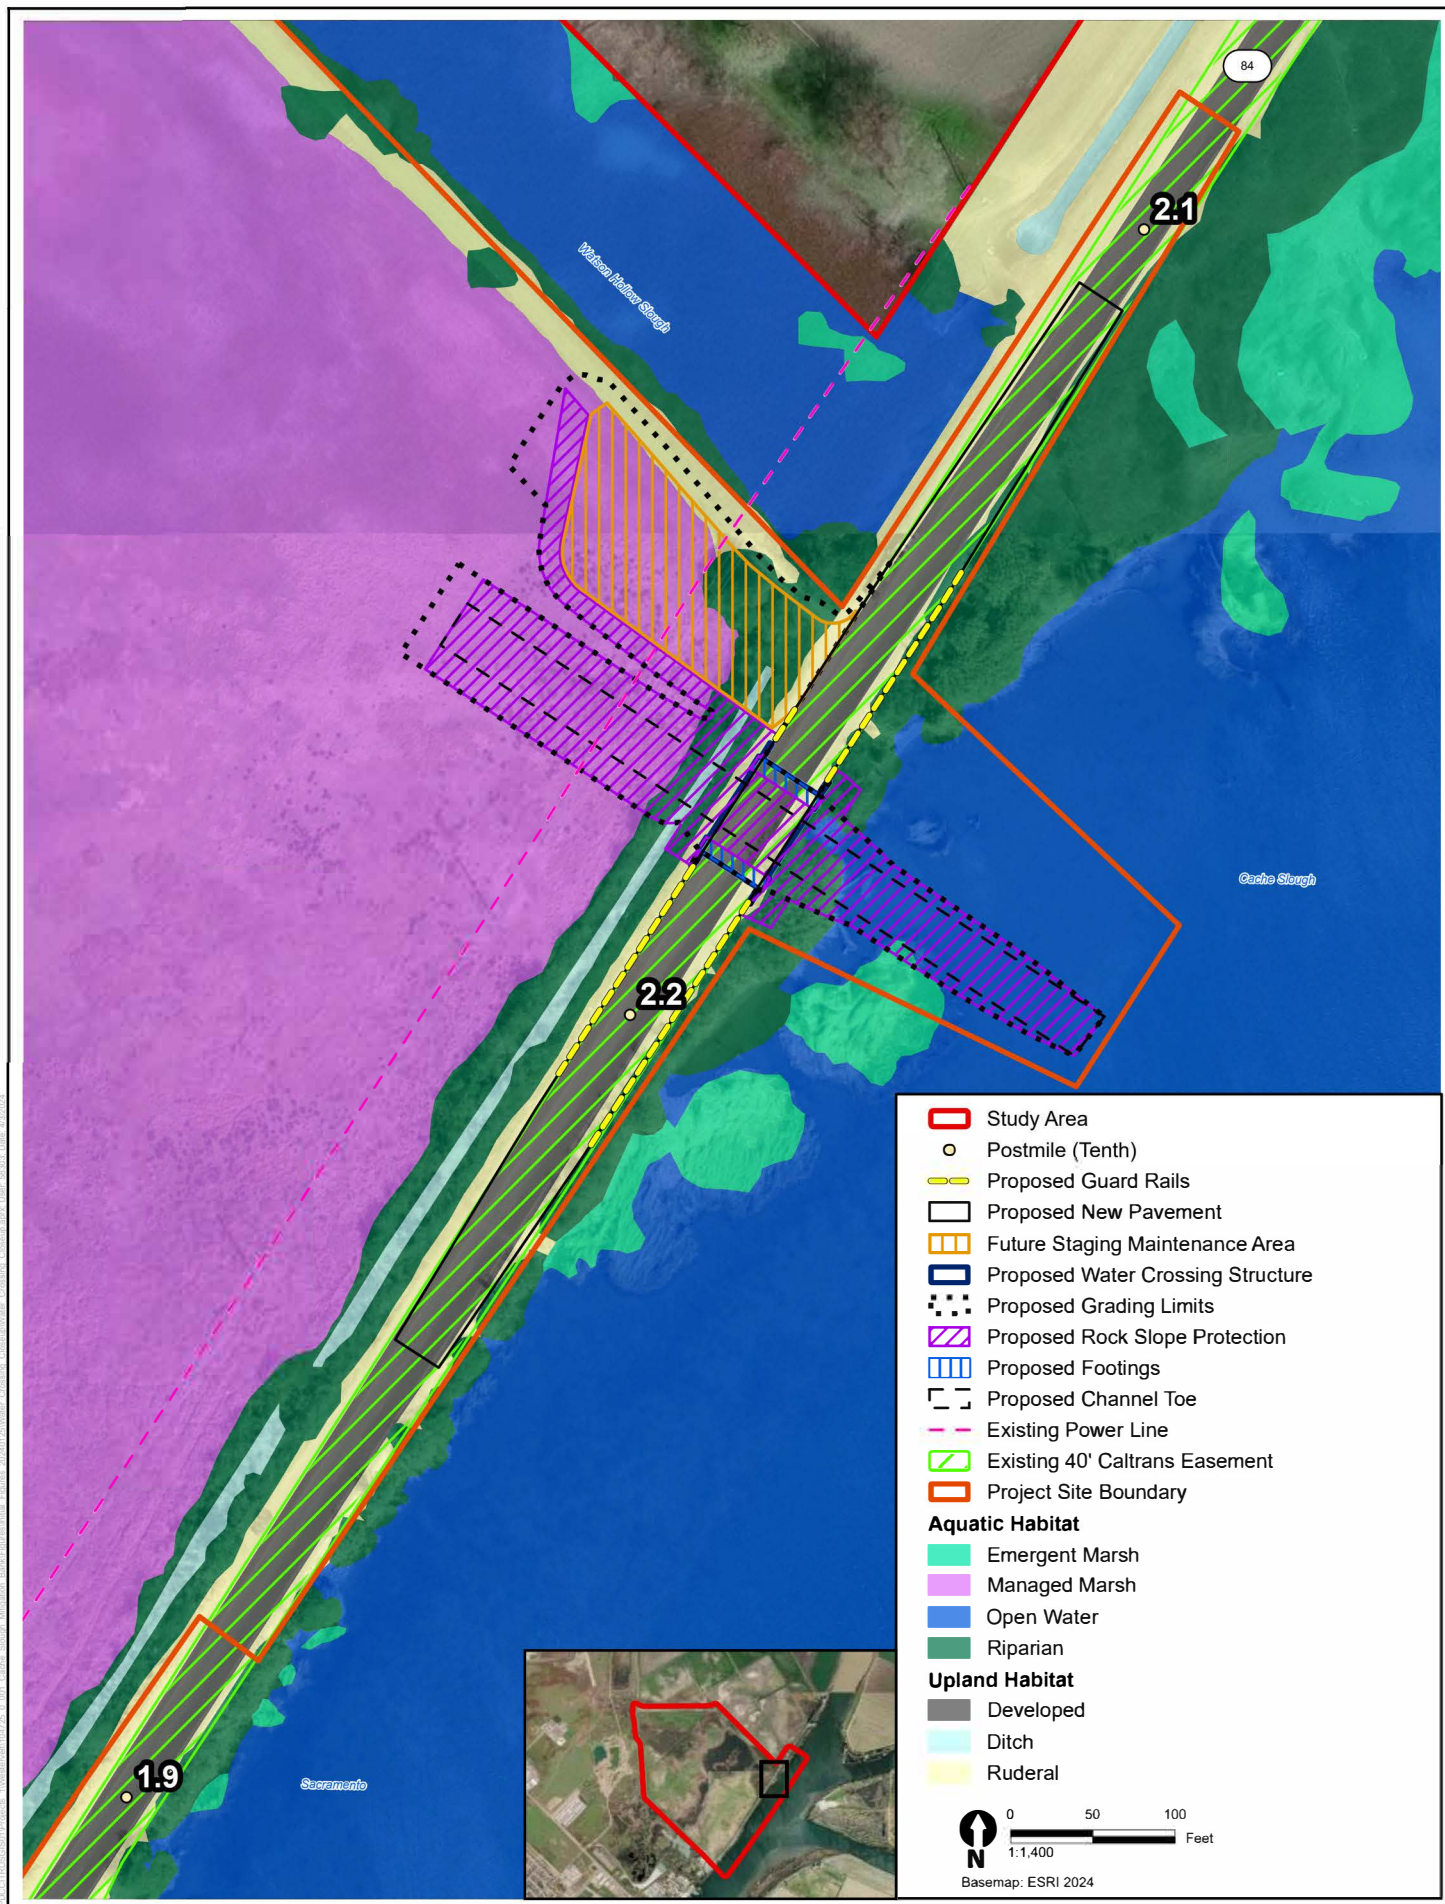 84
2.1
Watson Hollow Slough
Cache Slough
2.2
1.9
Sacramento
Study Area
Postmile (Tenth)
Proposed Guard Rails
Proposed New Pavement
Future Staging Maintenance Area
Proposed Water Crossing Structure
Proposed Grading Limits
Proposed Rock Slope Protection
Proposed Footings
Proposed Channel Toe
Existing Power Line
Existing 40' Caltrans Easement
Project Site Boundary
Aquatic Habitat
Emergent Marsh
Managed Marsh
Open Water
Riparian
Upland Habitat
Developed
Ditch
Ruderal
N
0 50 100
Feet
1:1,400
Basemap: ESRI 2024